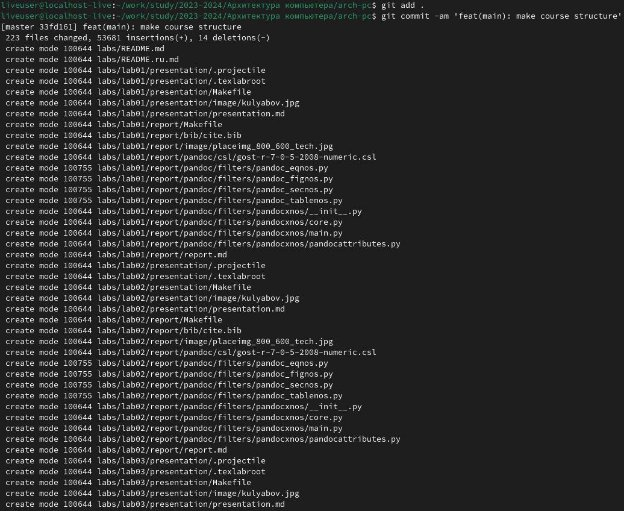 liveuser@localhost-live:~/work/study/2023-2024/Архитектура компьютера/arch-pc$ git add .
liveuser@localhost-live:~/work/study/2023-2024/Архитектура компьютера/arch-pc$ git commit -am 'feat(main): make course structure'
[master 33fd161] feat(main): make course structure
223 files changed, 53681 insertions(+), 14 deletions(-)
create mode 100644 labs/README.md
create mode 100644 labs/README.ru.md
create mode 100644 labs/lab01/presentation/.projectile
create mode 100644 labs/lab01/presentation/.texlabroot
create mode 100644 labs/lab01/presentation/Makefile
create mode 100644 labs/lab01/presentation/image/kulyabov.jpg
create mode 100644 labs/lab01/presentation/presentation.md
create mode 100644 labs/lab01/report/Makefile
create mode 100644 labs/lab01/report/bib/cite.bib
create mode 100644 labs/lab01/report/image/placeimg_800_600_tech.jpg
create mode 100644 labs/lab01/report/pandoc/csl/gost-r-7-0-5-2008-numeric.csl
create mode 100755 labs/lab01/report/pandoc/filters/pandoc_eqnos.py
create mode 100755 labs/lab01/report/pandoc/filters/pandoc_fignos.py
create mode 100755 labs/lab01/report/pandoc/filters/pandoc_secnos.py
create mode 100755 labs/lab01/report/pandoc/filters/pandoc_tablenos.py
create mode 100644 labs/lab01/report/pandoc/filters/pandocxnos/__init__.py
create mode 100644 labs/lab01/report/pandoc/filters/pandocxnos/core.py
create mode 100644 labs/lab01/report/pandoc/filters/pandocxnos/main.py
create mode 100644 labs/lab01/report/pandoc/filters/pandocxnos/pandocattributes.py
create mode 100644 labs/lab01/report/report.md
create mode 100644 labs/lab02/presentation/.projectile
create mode 100644 labs/lab02/presentation/.texlabroot
create mode 100644 labs/lab02/presentation/Makefile
create mode 100644 labs/lab02/presentation/image/kulyabov.jpg
create mode 100644 labs/lab02/presentation/presentation.md
create mode 100644 labs/lab02/report/Makefile
create mode 100644 labs/lab02/report/bib/cite.bib
create mode 100644 labs/lab02/report/image/placeimg_800_600_tech.jpg
create mode 100644 labs/lab02/report/pandoc/csl/gost-r-7-0-5-2008-numeric.csl
create mode 100755 labs/lab02/report/pandoc/filters/pandoc_eqnos.py
create mode 100755 labs/lab02/report/pandoc/filters/pandoc_fignos.py
create mode 100755 labs/lab02/report/pandoc/filters/pandoc_secnos.py
create mode 100755 labs/lab02/report/pandoc/filters/pandoc_tablenos.py
create mode 100644 labs/lab02/report/pandoc/filters/pandocxnos/__init__.py
create mode 100644 labs/lab02/report/pandoc/filters/pandocxnos/core.py
create mode 100644 labs/lab02/report/pandoc/filters/pandocxnos/main.py
create mode 100644 labs/lab02/report/pandoc/filters/pandocxnos/pandocattributes.py
create mode 100644 labs/lab02/report/report.md
create mode 100644 labs/lab03/presentation/.projectile
create mode 100644 labs/lab03/presentation/.texlabroot
create mode 100644 labs/lab03/presentation/Makefile
create mode 100644 labs/lab03/presentation/image/kulyabov.jpg
create mode 100644 labs/lab03/presentation/presentation.md